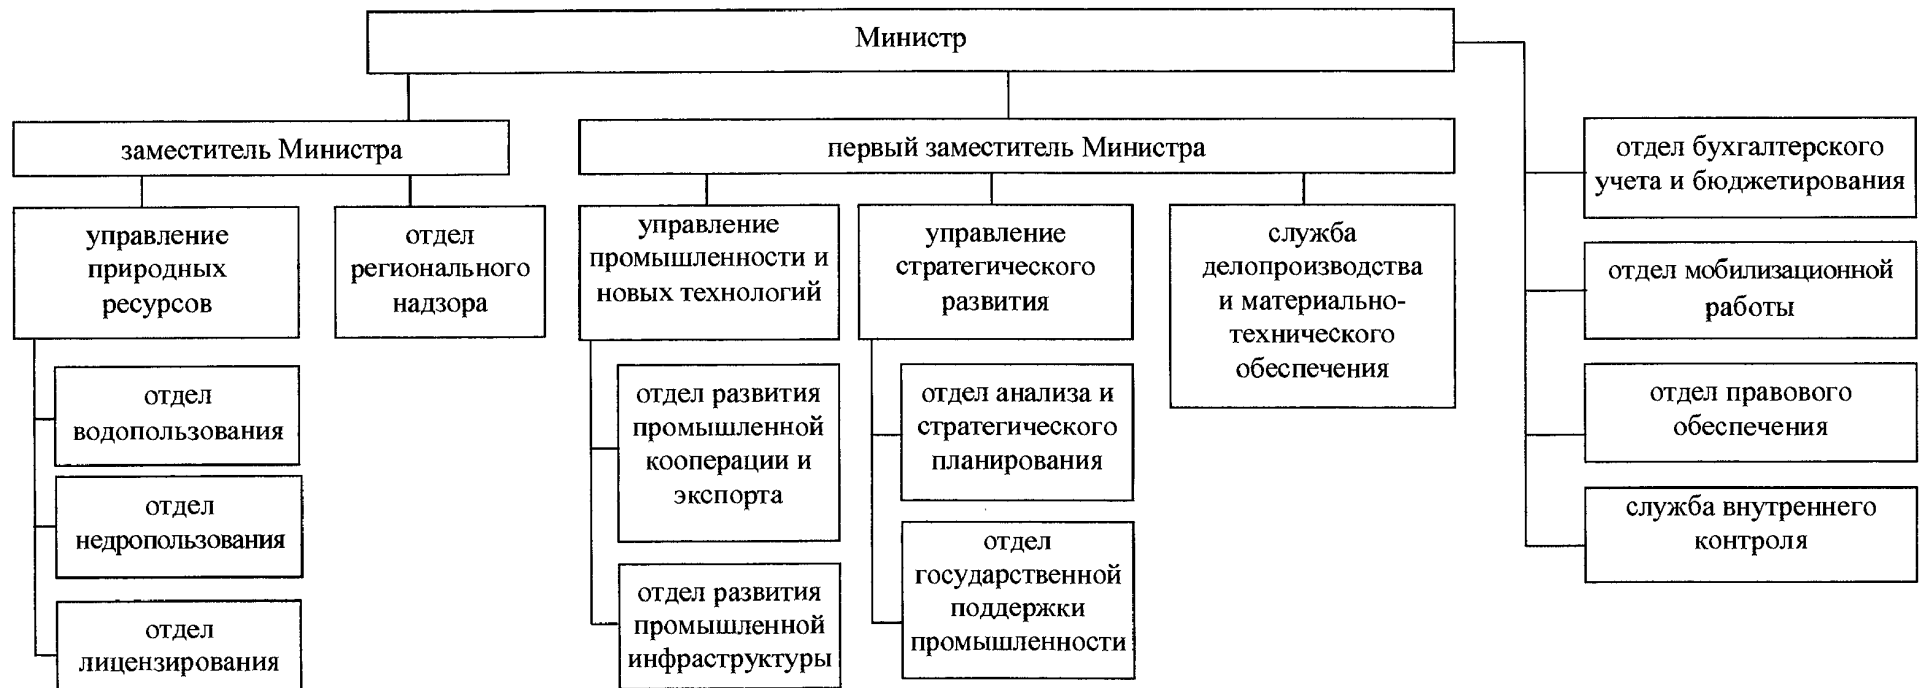 Министр
заместитель Министра
первый заместитель Министра
отдел бухгалтерского
учета и бюджетирования
управление
природных
ресурсов
отдел
регионального
надзора
управление
промышленности и
новых технологий
управление
стратегического
развития
служба
делопроизводства
и материально-
технического
обеспечения
отдел мобилизационной
работы
отдел
водопользования
отдел развития
промышленной
кооперации и
экспорта
отдел анализа и
стратегического
планирования
отдел правового
обеспечения
отдел
недропользования
служба внутреннего
контроля
отдел
лицензирования
отдел развития
промышленной
инфраструктуры
отдел
государственной
поддержки
промышленности